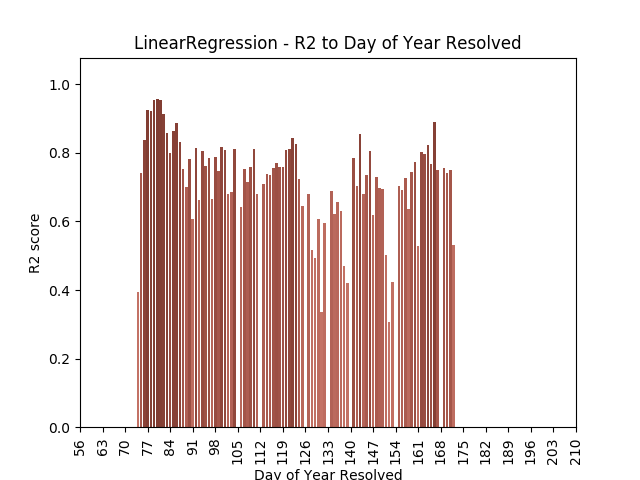 LinearRegression - R2 to Day of Year Resolved
1.0
0.8
0.6
0.4
0.2
0.0
R2 score
56 63 70 77 84 91 98 105 112 119 126 133 140 147 154 161 168 175 182 189 196 203 210
Day of Year Resolved